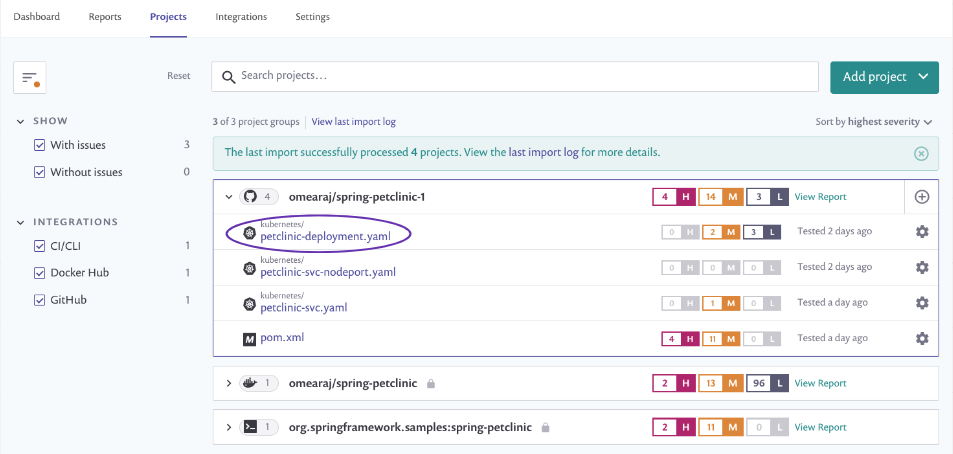 Dashboard Reports Projects Integrations Settings
Reset
Search projects...
Add project
3 of 3 project groups View last import log
Sort by highest severity
The last import successfully processed 4 projects. View the last import log for more details.
SHOW
With issues 3
Without issues 0
INTEGRATIONS
CI/CLI 1
Docker Hub 1
GitHub 1
4 omearaj/spring-petclinic-1 4 H 14 M 3 L View Report
kubernetes/
petclinic-deployment.yaml 0 H 2 M 3 L Tested 2 days ago
kubernetes/
petclinic-svc-nodeport.yaml 0 H 0 M 0 L Tested 2 days ago
kubernetes/
petclinic-svc.yaml 0 H 1 M 0 L Tested a day ago
M pom.xml 4 H 11 M 0 L Tested a day ago
1 omearaj/spring-petclinic 2 H 13 M 96 L View Report
1 org.springframework.samples:spring-petclinic 2 H 11 M 0 L View Report